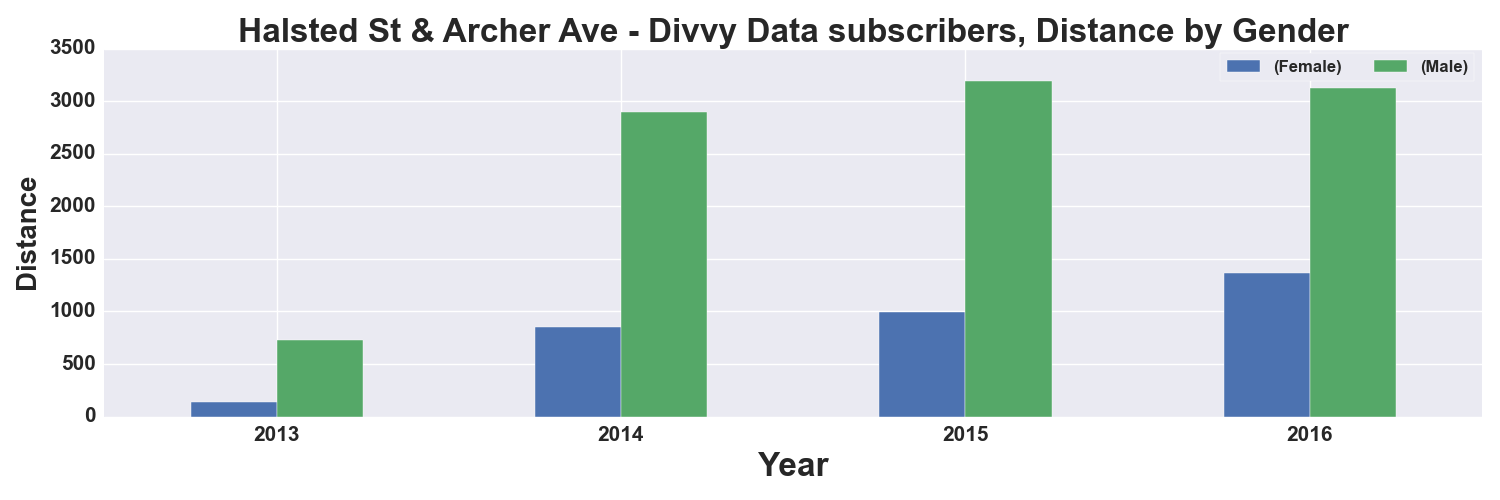 Halsted St & Archer Ave - Divvy Data subscribers, Distance by Gender
3500
3000
2500
2000
1500
1000
500
0
Distance
(Female) (Male)
2013 2014 2015 2016
Year